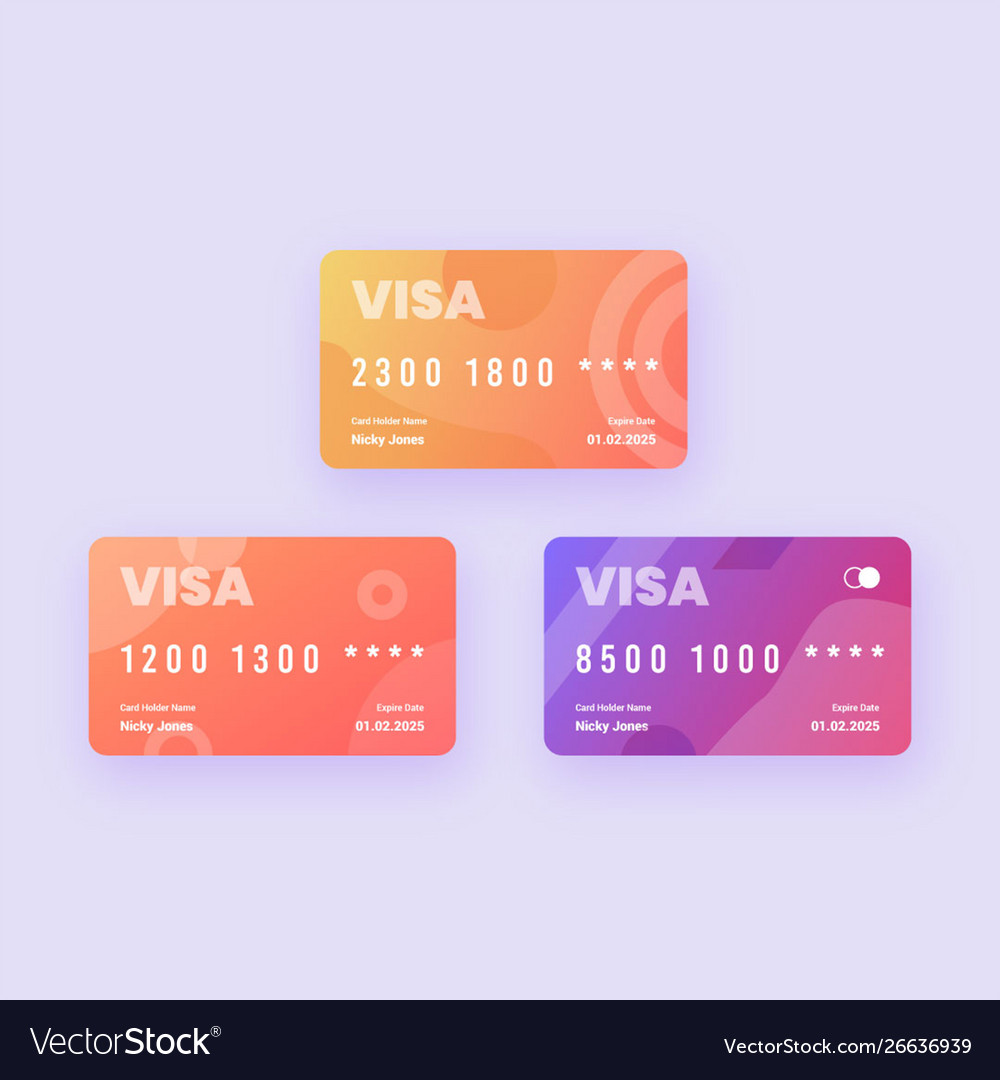 VISA
2300 1800 ****
Card Holder Name Expire Date
Nicky Jones 01.02.2025
VISA
1200 1300 ****
Card Holder Name Expire Date
Nicky Jones 01.02.2025
VISA
8500 1000 ****
Card Holder Name Expire Date
Nicky Jones 01.02.2025
VectorStock® VectorStock.com/26636939